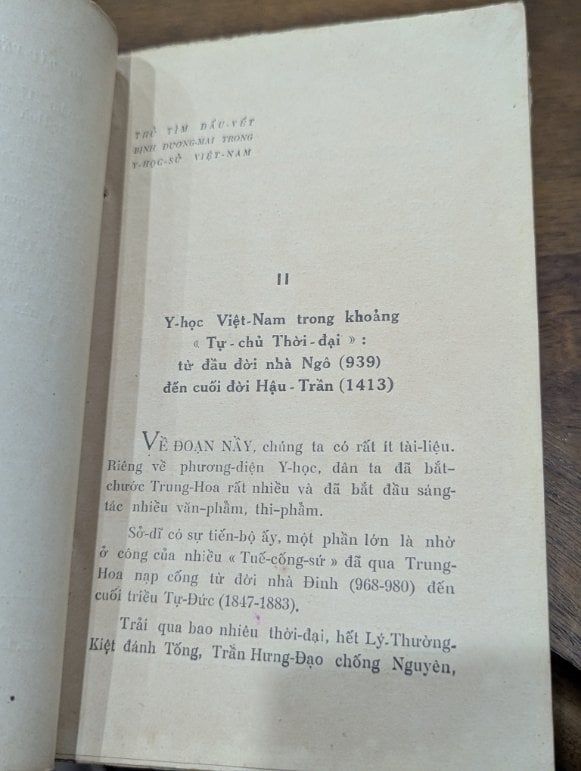 THỬ TÌM DẤU-VẾT
BỊNH DƯƠNG-MAI TRONG
Y-HỌC-SỬ VIỆT-NAM
II
Y-học Việt-Nam trong khoảng
« Tự-chủ Thời-đại » :
từ đầu đời nhà Ngô (939)
đến cuối đời Hậu-Trần (1413)
VỀ ĐOẠN NẦY, chúng ta có rất ít tài-liệu.
Riêng về phương-diện Y-học, dân ta đã bắt-
chước Trung-Hoa rất nhiều và đã bắt đầu sáng-
tác nhiều văn-phẩm, thi-phẩm.
Sở-dĩ có sự tiến-bộ ấy, một phần lớn là nhờ
ở công của nhiều « Tuế-cống-sứ » đã qua Trung-
Hoa nạp cống từ đời nhà Đinh (968-980) đến
cuối triều Tự-Đức (1847-1883).
Trải qua bao nhiêu thời-đại, hết Lý-Thường-
Kiệt đánh Tống, Trần Hưng-Đạo chống Nguyên,